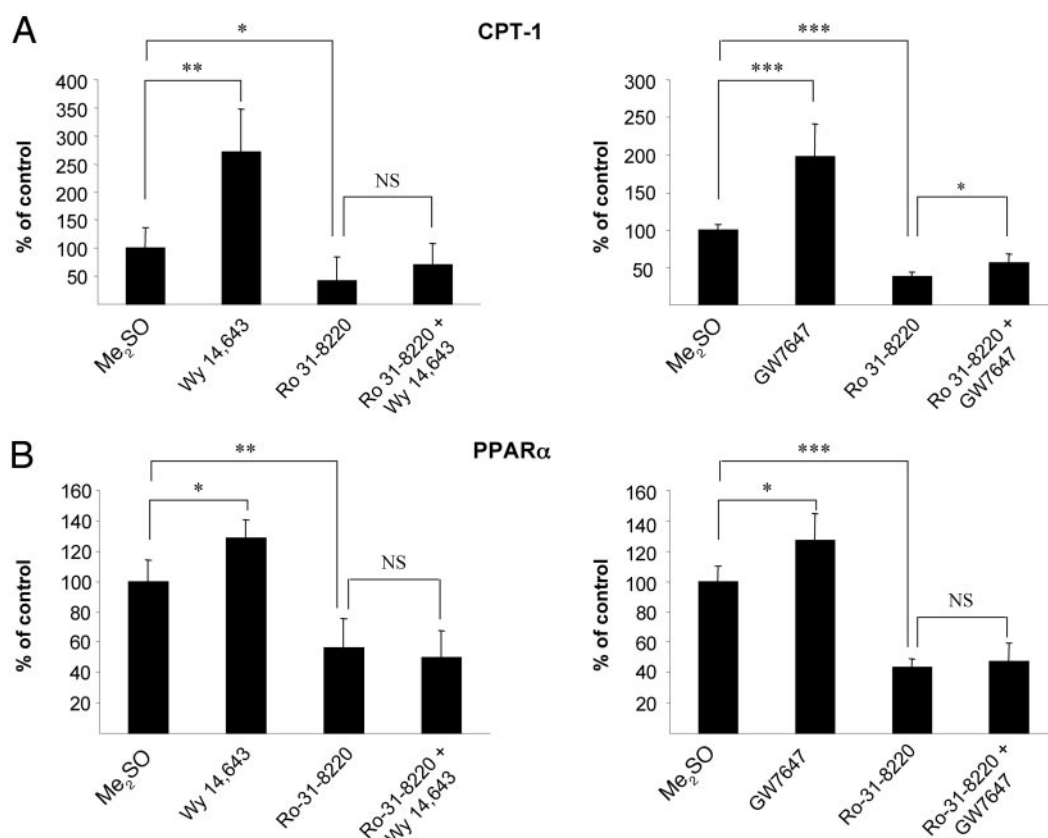 A
CPT-1
*
**
NS
% of control
400
350
300
250
200
150
100
50
Me₂SO
Wy 14,643
Ro 31-8220
Ro 31-8220 +
Wy 14,643
***
***
*
% of control
300
250
200
150
100
50
Me₂SO
GW7647
Ro 31-8220
Ro 31-8220 +
GW7647
B
PPARα
**
*
NS
% of control
160
140
120
100
80
60
40
20
Me₂SO
Wy 14,643
Ro-31-8220
Ro-31-8220 +
Wy 14,643
***
*
NS
% of control
160
140
120
100
80
60
40
20
Me₂SO
GW7647
Ro-31-8220
Ro-31-8220 +
GW7647